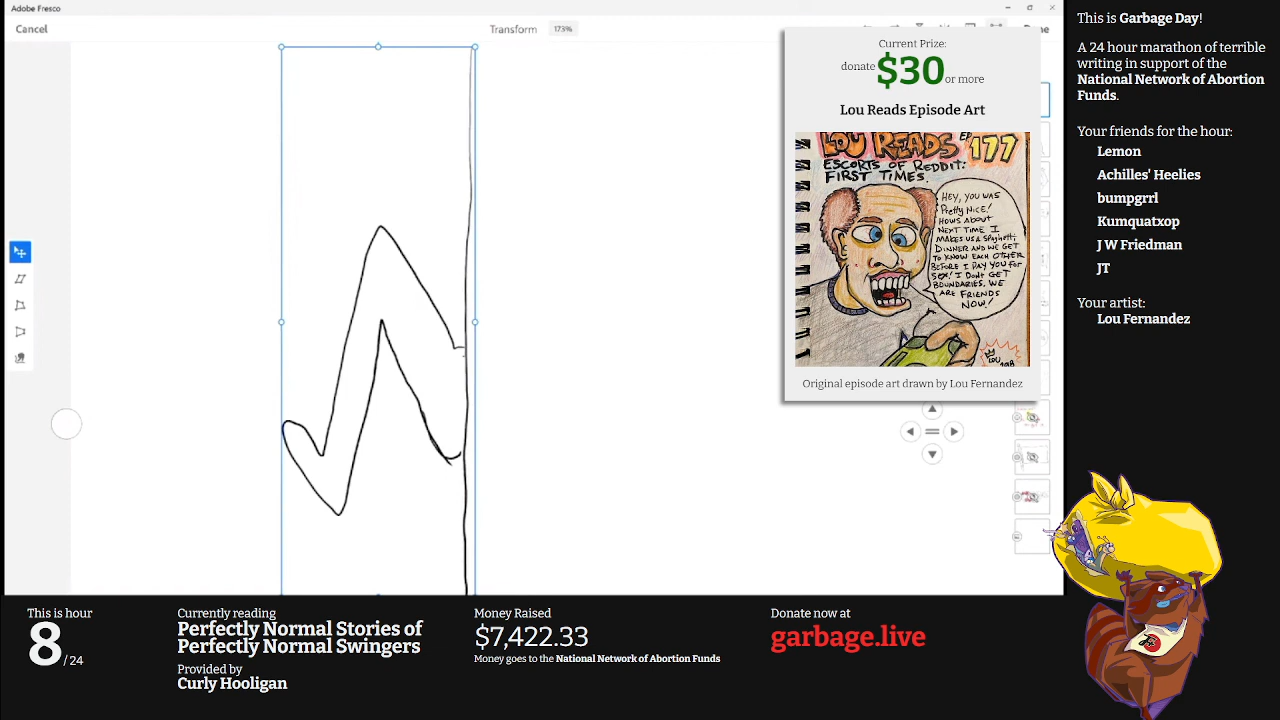 Adobe Fresco
Cancel
Transform
173%
Current Prize:
donate $30 or more
Lou Reads Episode Art
LOU READS EP 177
ESCORTS OF REDDIT:
FIRST TIMES.
HEY, YOU WAS
PRETTY NICE!
HOWS ABOUT
NEXT TIME I
MAKES US A SPAGHETTI
DINNER AND WE GET
TO KNOW EACH OTHER
BEFORE I PAY YOU FOR
SEX! I DONT GET
BOUNDARIES. WE
ARE FRIENDS
NOW!
LOU
Original episode art drawn by Lou Fernandez
This is Garbage Day!
A 24 hour marathon of terrible
writing in support of the
National Network of Abortion
Funds.
Your friends for the hour:
Lemon
Achilles' Heelies
bumpgrrl
Kumquatxop
J W Friedman
JT
Your artist:
Lou Fernandez
This is hour
8/24
Currently reading
Perfectly Normal Stories of
Perfectly Normal Swingers
Provided by
Curly Hooligan
Money Raised
$7,422.33
Money goes to the National Network of Abortion Funds
Donate now at
garbage.live